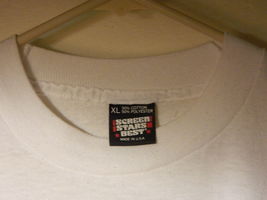 XL 50% COTTON
50% POLYESTER
SCREEN
STARS
BEST
MADE IN U.S.A.